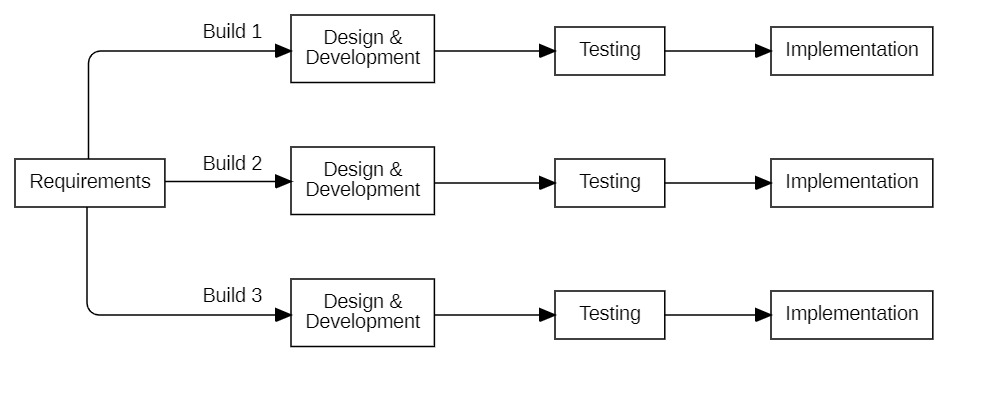 Build 1
Design &
Development
Testing
Implementation
Requirements
Build 2
Design &
Development
Testing
Implementation
Build 3
Design &
Development
Testing
Implementation